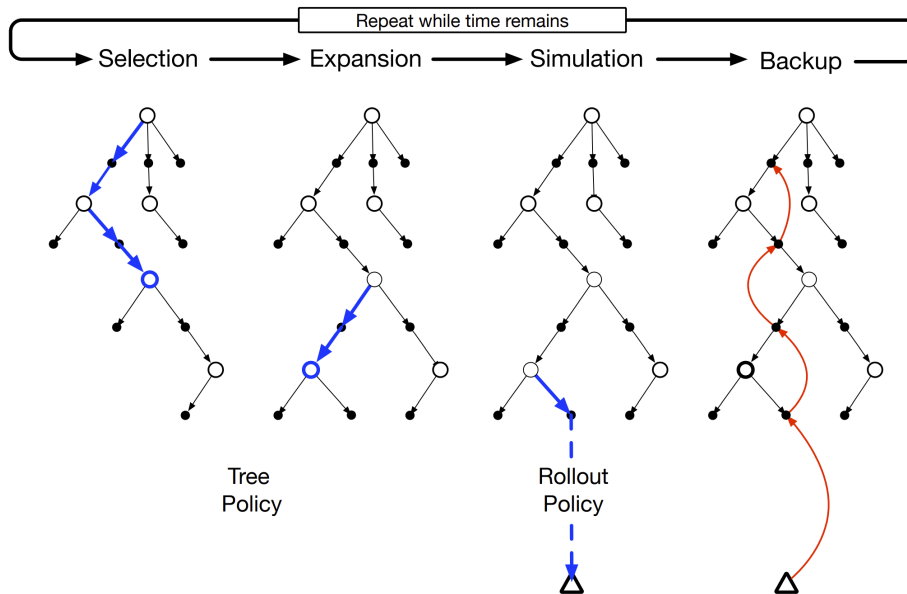 Repeat while time remains
Selection
Expansion
Simulation
Backup
Tree
Policy
Rollout
Policy